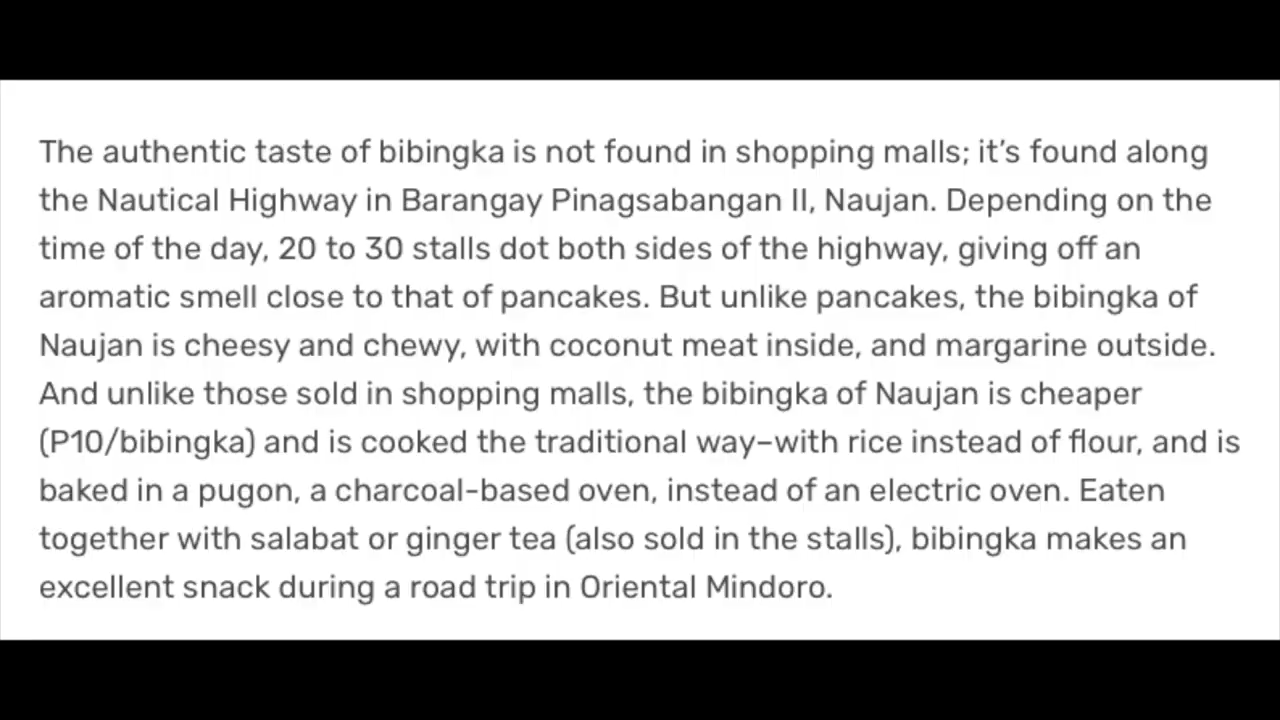 The authentic taste of bibingka is not found in shopping malls; it’s found along
the Nautical Highway in Barangay Pinagsabangan II, Naujan. Depending on the
time of the day, 20 to 30 stalls dot both sides of the highway, giving off an
aromatic smell close to that of pancakes. But unlike pancakes, the bibingka of
Naujan is cheesy and chewy, with coconut meat inside, and margarine outside.
And unlike those sold in shopping malls, the bibingka of Naujan is cheaper
(P10/bibingka) and is cooked the traditional way–with rice instead of flour, and is
baked in a pugon, a charcoal-based oven, instead of an electric oven. Eaten
together with salabat or ginger tea (also sold in the stalls), bibingka makes an
excellent snack during a road trip in Oriental Mindoro.